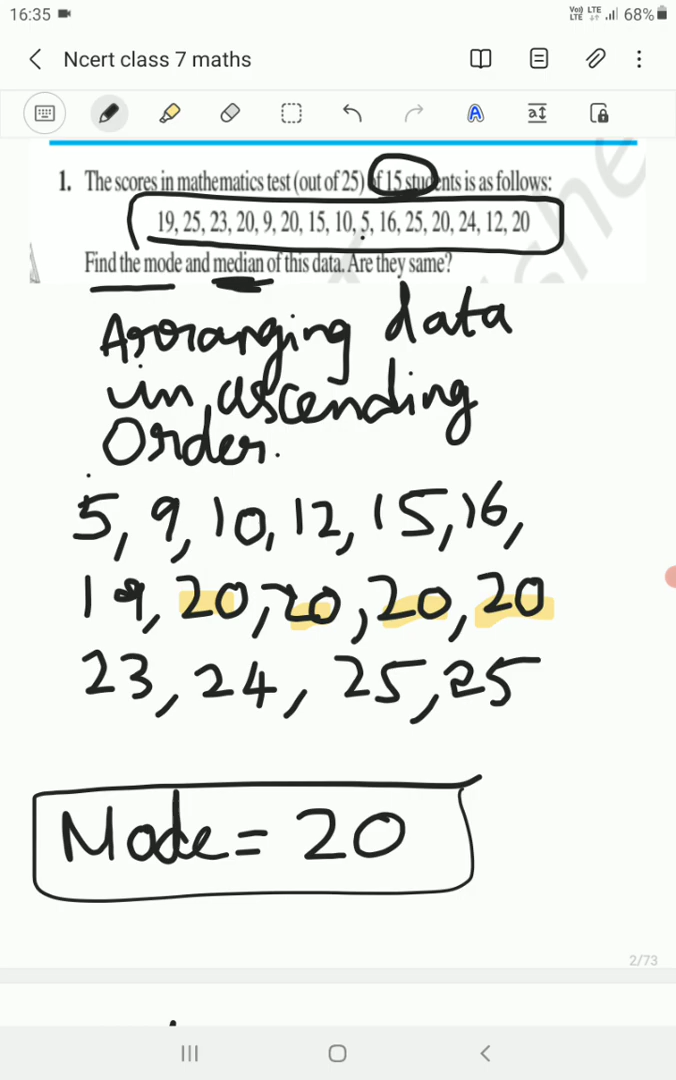 16:35
Vo)) LTE
LTE
68%
Ncert class 7 maths
1. The scores in mathematics test (out of 25) of 15 students is as follows:
19, 25, 23, 20, 9, 20, 15, 10, 5, 16, 25, 20, 24, 12, 20
Find the mode and median of this data. Are they same?
Arranging data
in ascending
Order.
5, 9, 10, 12, 15, 16,
19, 20, 20, 20, 20
23, 24, 25, 25
Mode = 20
2/73